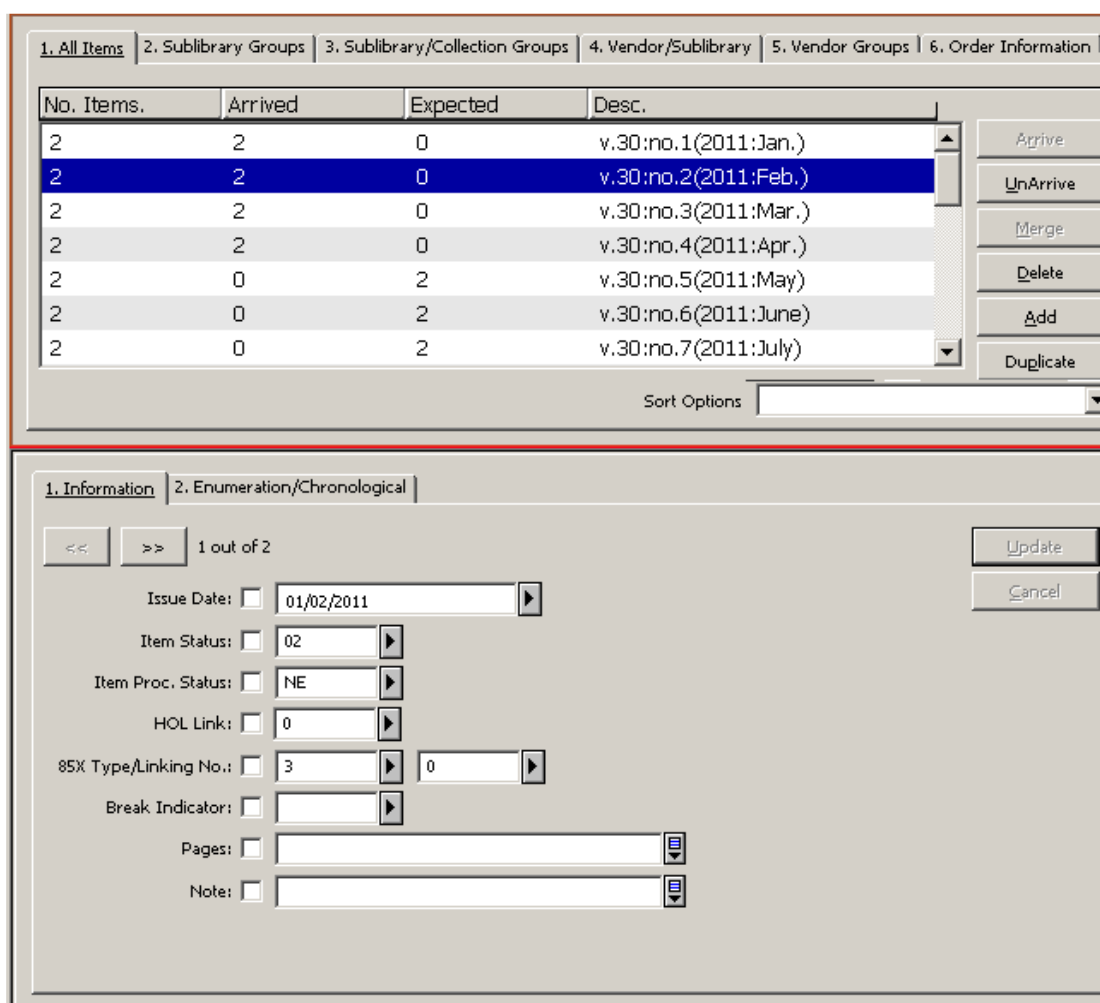 1. All Items 2. Sublibrary Groups 3. Sublibrary/Collection Groups 4. Vendor/Sublibrary 5. Vendor Groups 6. Order Information
No. Items. Arrived Expected Desc.
2 2 0 v.30:no.1(2011:Jan.)
2 2 0 v.30:no.2(2011:Feb.)
2 2 0 v.30:no.3(2011:Mar.)
2 2 0 v.30:no.4(2011:Apr.)
2 0 2 v.30:no.5(2011:May)
2 0 2 v.30:no.6(2011:June)
2 0 2 v.30:no.7(2011:July)
Arrive
UnArrive
Merge
Delete
Add
Duplicate
Sort Options
1. Information 2. Enumeration/Chronological
<< >> 1 out of 2
Update
Cancel
Issue Date: 01/02/2011
Item Status: 02
Item Proc. Status: NE
HOL Link: 0
85X Type/Linking No.: 3 0
Break Indicator:
Pages:
Note: